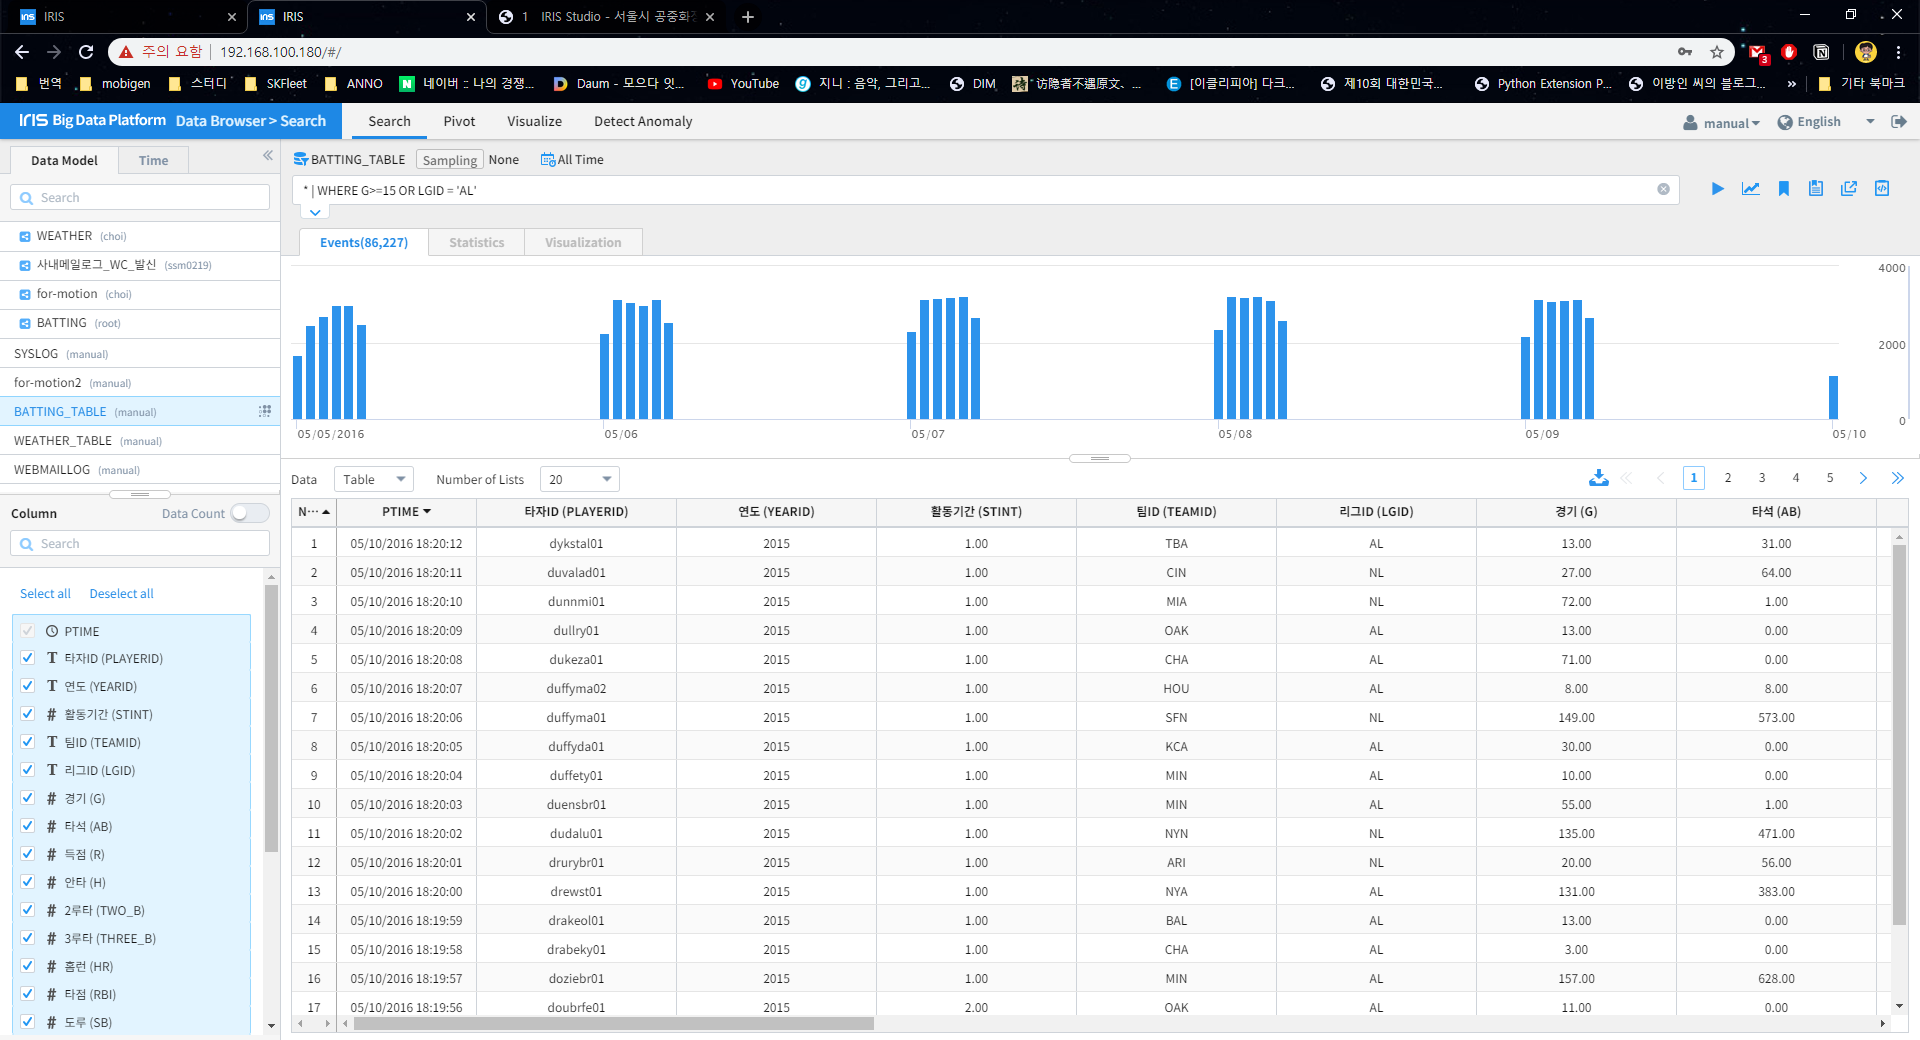 IRIS
IRIS
1 IRIS Studio - 서울시 공중화장
주의 요함 192.168.100.180/#/
3
번역 mobigen 스터디 SKFleet ANNO 네이버 :: 나의 경쟁... Daum - 모으다 잇... YouTube 지니 : 음악, 그리고... DIM 访隐者不遇原文、... [이클리피아] 다크... 제10회 대한민국... Python Extension P... 이방인 씨의 블로그... » 기타 북마크
IRIS Big Data Platform Data Browser > Search Search Pivot Visualize Detect Anomaly manual English
Data Model Time
Search
WEATHER (choi)
사내메일로그_WC_발신 (ssm0219)
for-motion (choi)
BATTING (root)
SYSLOG (manual)
for-motion2 (manual)
BATTING_TABLE (manual)
WEATHER_TABLE (manual)
WEBMAILLOG (manual)
Column Data Count
Search
Select all Deselect all
PTIME
T 타자ID (PLAYERID)
T 연도 (YEARID)
# 활동기간 (STINT)
T 팀ID (TEAMID)
T 리그ID (LGID)
# 경기 (G)
# 타석 (AB)
# 득점 (R)
# 안타 (H)
# 2루타 (TWO_B)
# 3루타 (THREE_B)
# 홈런 (HR)
# 타점 (RBI)
# 도루 (SB)
BATTING_TABLE Sampling None All Time
* | WHERE G>=15 OR LGID = 'AL'
Events(86,227) Statistics Visualization
4000
2000
0
05/05/2016 05/06 05/07 05/08 05/09 05/10
Data Table Number of Lists 20 1 2 3 4 5
N... PTIME 타자ID (PLAYERID) 연도 (YEARID) 활동기간 (STINT) 팀ID (TEAMID) 리그ID (LGID) 경기 (G) 타석 (AB)
1 05/10/2016 18:20:12 dykstal01 2015 1.00 TBA AL 13.00 31.00
2 05/10/2016 18:20:11 duvalad01 2015 1.00 CIN NL 27.00 64.00
3 05/10/2016 18:20:10 dunnmi01 2015 1.00 MIA NL 72.00 1.00
4 05/10/2016 18:20:09 dullry01 2015 1.00 OAK AL 13.00 0.00
5 05/10/2016 18:20:08 dukeza01 2015 1.00 CHA AL 71.00 0.00
6 05/10/2016 18:20:07 duffyma02 2015 1.00 HOU AL 8.00 8.00
7 05/10/2016 18:20:06 duffyma01 2015 1.00 SFN NL 149.00 573.00
8 05/10/2016 18:20:05 duffyda01 2015 1.00 KCA AL 30.00 0.00
9 05/10/2016 18:20:04 duffety01 2015 1.00 MIN AL 10.00 0.00
10 05/10/2016 18:20:03 duensbr01 2015 1.00 MIN AL 55.00 1.00
11 05/10/2016 18:20:02 dudalu01 2015 1.00 NYN NL 135.00 471.00
12 05/10/2016 18:20:01 drurybr01 2015 1.00 ARI NL 20.00 56.00
13 05/10/2016 18:20:00 drewst01 2015 1.00 NYA AL 131.00 383.00
14 05/10/2016 18:19:59 drakeol01 2015 1.00 BAL AL 13.00 0.00
15 05/10/2016 18:19:58 drabeky01 2015 1.00 CHA AL 3.00 0.00
16 05/10/2016 18:19:57 doziebr01 2015 1.00 MIN AL 157.00 628.00
17 05/10/2016 18:19:56 doubrfe01 2015 2.00 OAK AL 11.00 0.00